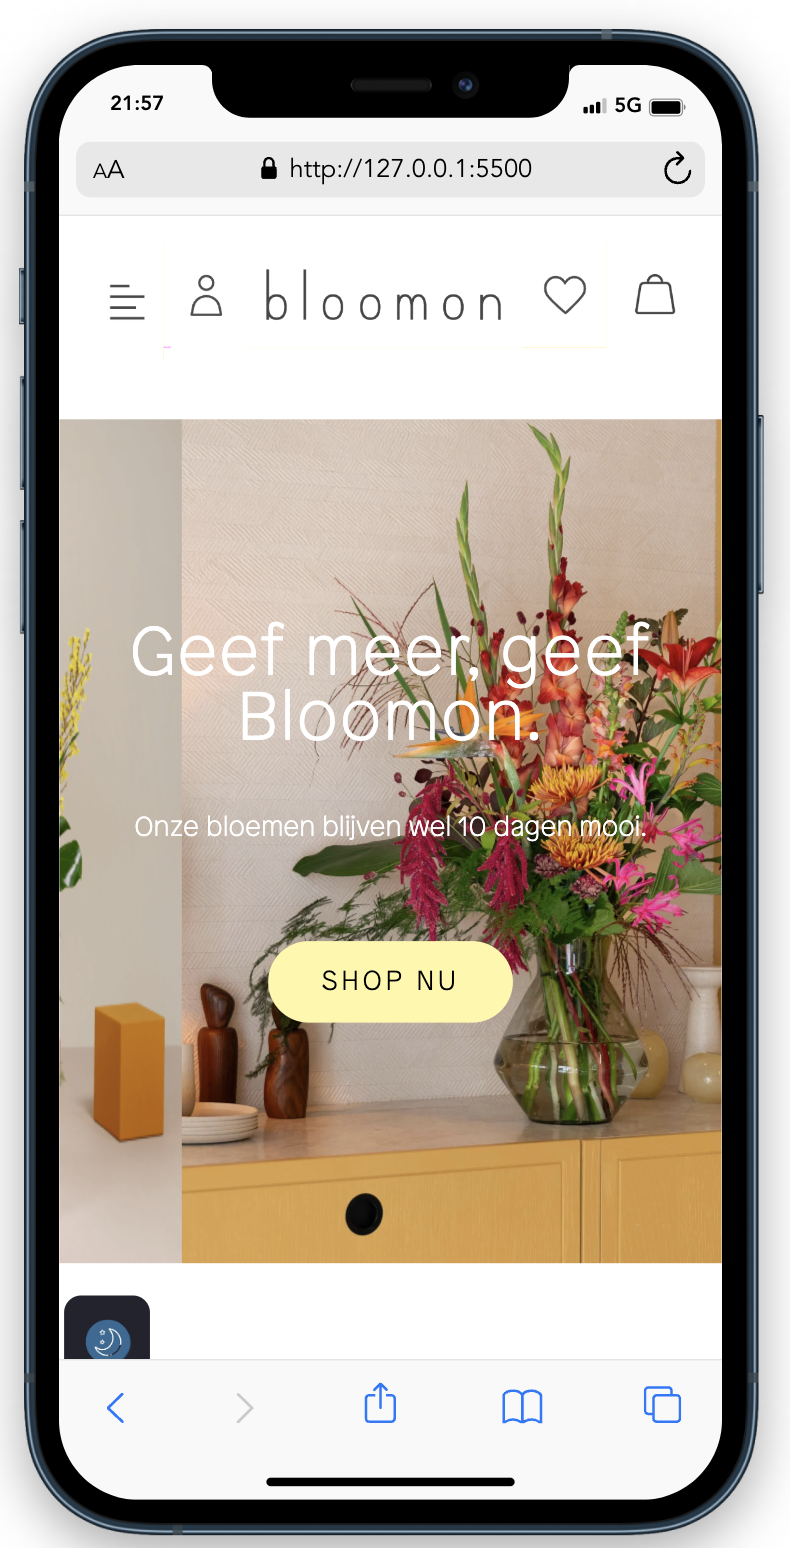 21:57
5G
AA
http://127.0.0.1:5500
bloomon
Geef meer, geef
Bloomon.
Onze bloemen blijven wel 10 dagen mooi.
SHOP NU